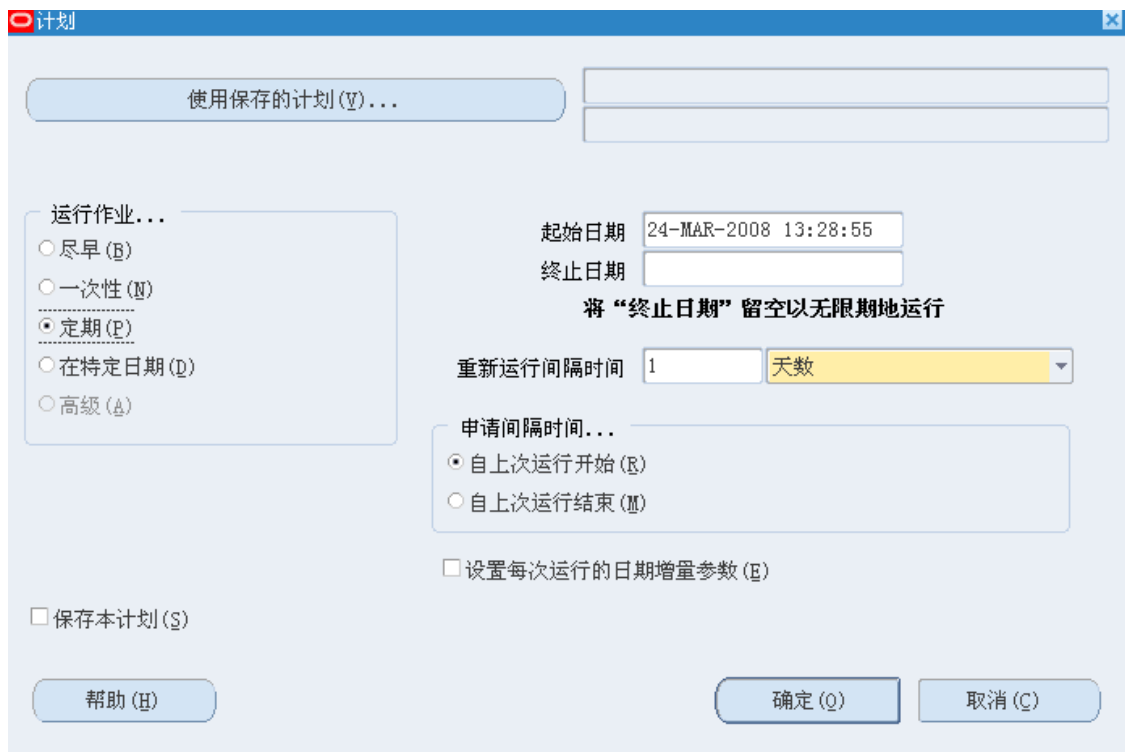 计划
使用保存的计划(V)...
运行作业...
尽早(B)
一次性(N)
定期(P)
在特定日期(D)
高级(A)
起始日期 24-MAR-2008 13:28:55
终止日期
将“终止日期”留空以无限期地运行
重新运行间隔时间 1 天数
申请间隔时间...
自上次运行开始(R)
自上次运行结束(M)
设置每次运行的日期增量参数(E)
保存本计划(S)
帮助(H) 确定(O) 取消(C)